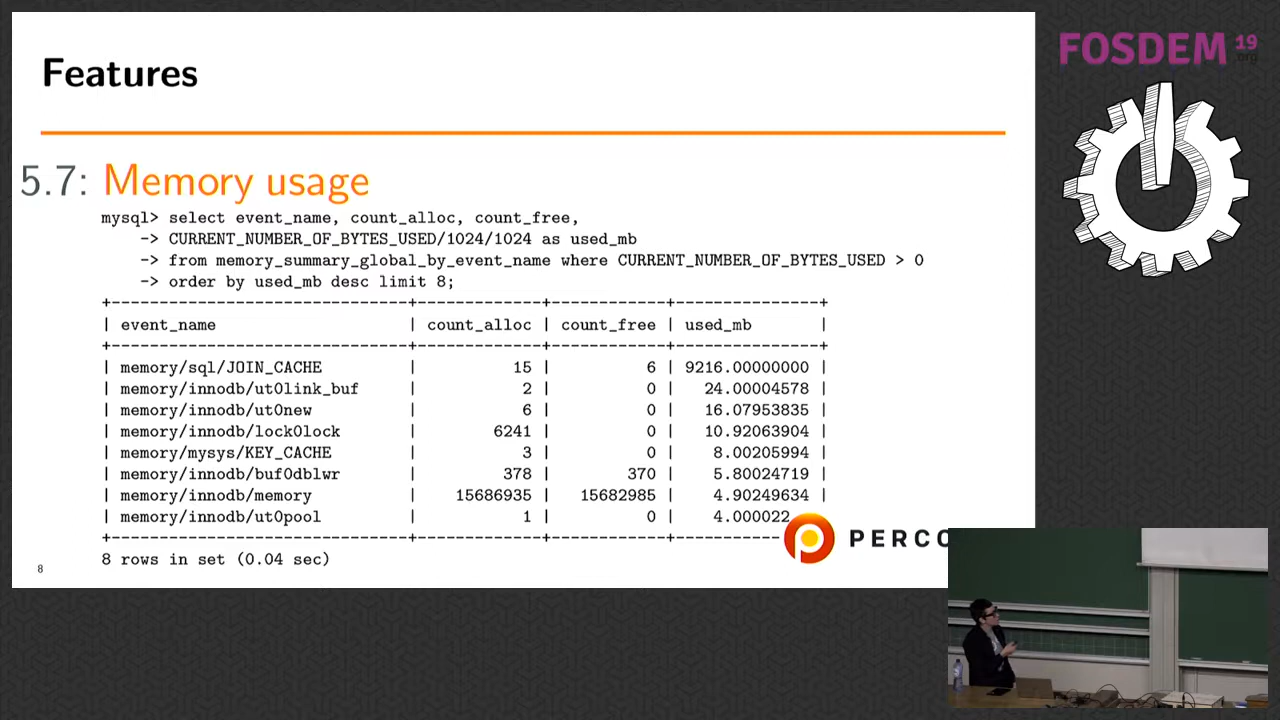 Features
5.7: Memory usage
mysql> select event_name, count_alloc, count_free,
-> CURRENT_NUMBER_OF_BYTES_USED/1024/1024 as used_mb
-> from memory_summary_global_by_event_name where CURRENT_NUMBER_OF_BYTES_USED > 0
-> order by used_mb desc limit 8;
+--------------------------------+-------------+------------+---------------+
| event_name | count_alloc | count_free | used_mb |
+--------------------------------+-------------+------------+---------------+
| memory/sql/JOIN_CACHE | 15 | 6 | 9216.00000000 |
| memory/innodb/ut0link_buf | 2 | 0 | 24.00004578 |
| memory/innodb/ut0new | 6 | 0 | 16.07953835 |
| memory/innodb/lock0lock | 6241 | 0 | 10.92063904 |
| memory/mysys/KEY_CACHE | 3 | 0 | 8.00205994 |
| memory/innodb/buf0dblwr | 378 | 370 | 5.80024719 |
| memory/innodb/memory | 15686935 | 15682985 | 4.90249634 |
| memory/innodb/ut0pool | 1 | 0 | 4.000022
+--------------------------------+-------------+------------+-----------
8 rows in set (0.04 sec)
8
PERCO
FOSDEM 19
.org